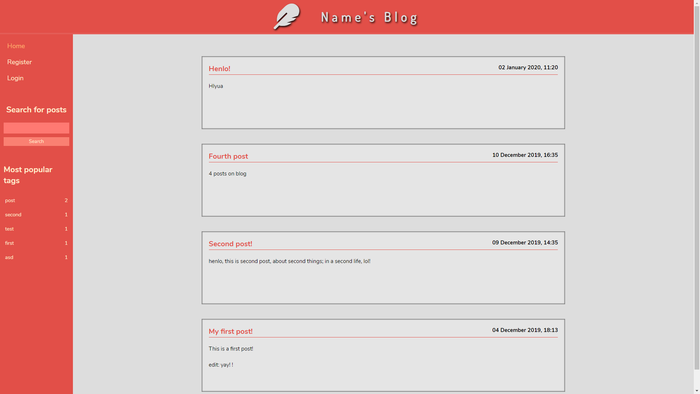 Name's Blog
Home
Register
Login
Search for posts
Search
Most popular
tags
post 2
second 1
test 1
first 1
asd 1
Henlo! 02 January 2020, 11:20
Hiyua
Fourth post 10 December 2019, 16:35
4 posts on blog
Second post! 09 December 2019, 14:35
henlo, this is second post, about second things; in a second life, lol!
My first post! 04 December 2019, 18:13
This is a first post!
edit: yay! !